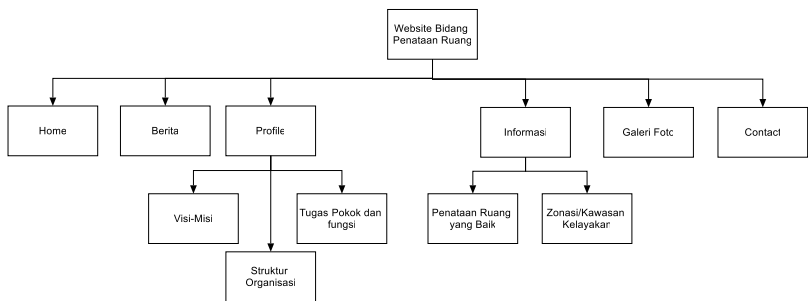 Website Bidang
Penataan Ruang
Home
Berita
Profile
Informasi
Galeri Foto
Contact
Visi-Misi
Tugas Pokok dan
fungsi
Penataan Ruang
yang Baik
Zonasi/Kawasan
Kelayakan
Struktur
Organisasi